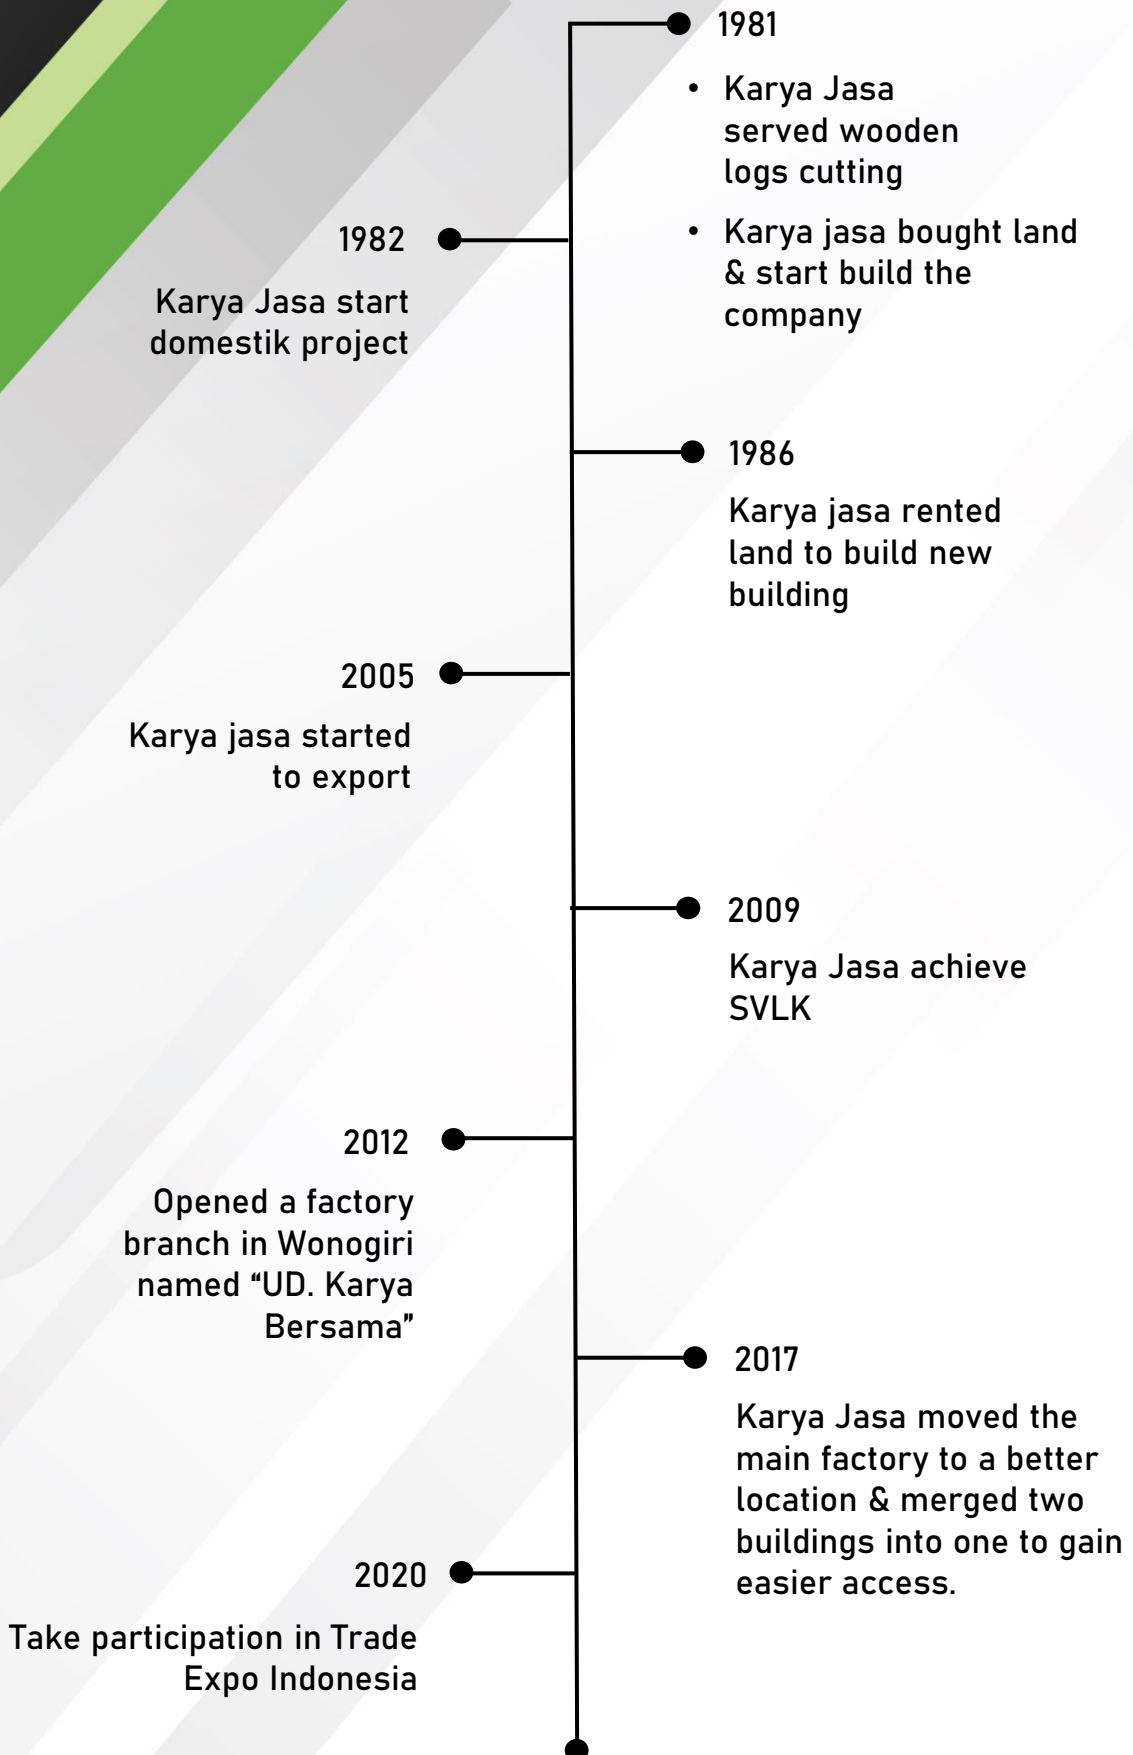 1981
• Karya Jasa
served wooden
logs cutting
• Karya jasa bought land
& start build the
company
1982
Karya Jasa start
domestik project
1986
Karya jasa rented
land to build new
building
2005
Karya jasa started
to export
2009
Karya Jasa achieve
SVLK
2012
Opened a factory
branch in Wonogiri
named “UD. Karya
Bersama”
2017
Karya Jasa moved the
main factory to a better
location & merged two
buildings into one to gain
easier access.
2020
Take participation in Trade
Expo Indonesia